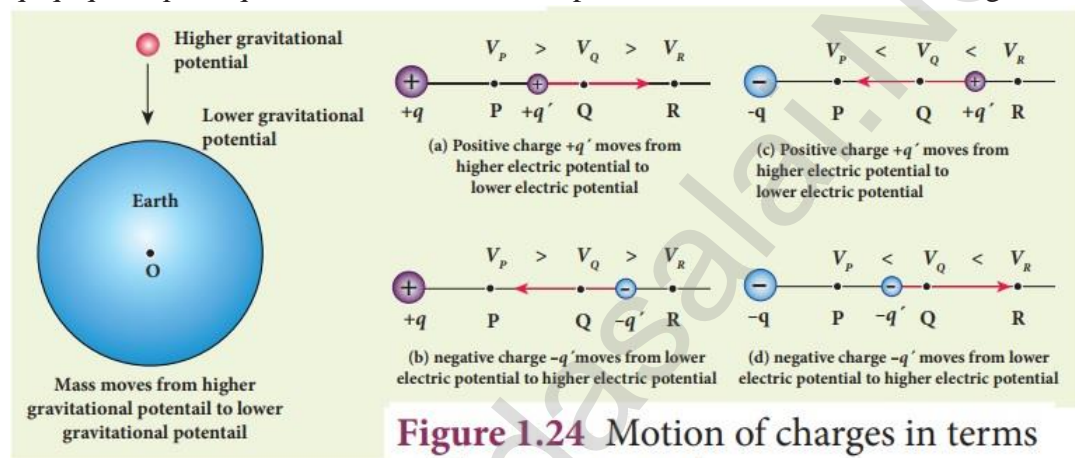 Higher gravitational
potential
Lower gravitational
potential
Earth
O
Mass moves from higher
gravitational potentail to lower
gravitational potentail
V_P > V_Q > V_R
+
+
+q P +q´ Q R
(a) Positive charge +q´ moves from
higher electric potential to
lower electric potential
V_P < V_Q < V_R
−
+
-q P Q +q´ R
(c) Positive charge +q´ moves from
higher electric potential to
lower electric potential
V_P > V_Q > V_R
+
−
+q P Q −q´ R
(b) negative charge −q´moves from lower
electric potential to higher electric potential
V_P < V_Q < V_R
−
−
-q P −q´ Q R
(d) negative charge −q´ moves from lower
electric potential to higher electric potential
Figure 1.24 Motion of charges in terms